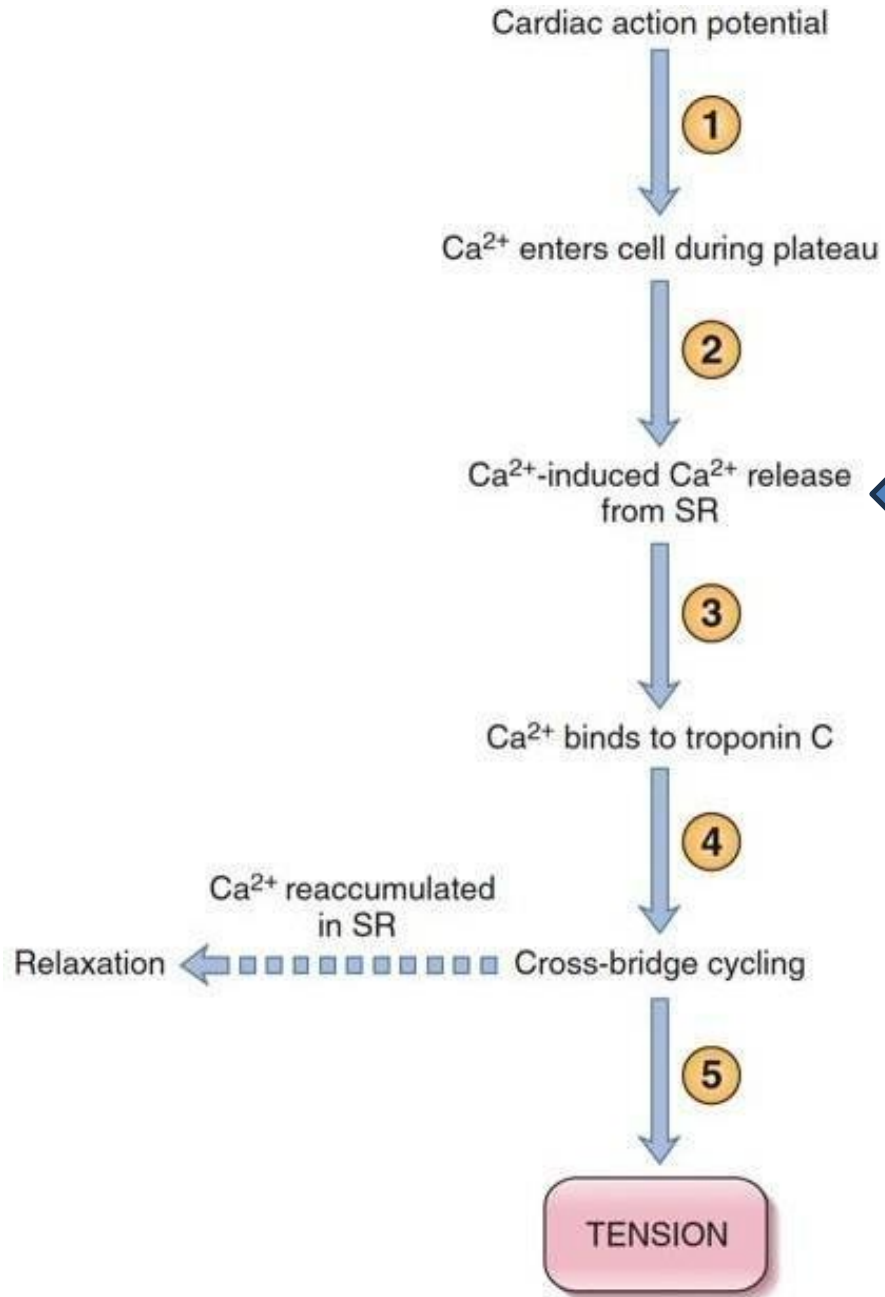 Cardiac action potential
1
Ca²⁺ enters cell during plateau
2
Ca²⁺-induced Ca²⁺ release
from SR
3
Ca²⁺ binds to troponin C
4
Ca²⁺ reaccumulated
in SR
Relaxation
Cross-bridge cycling
5
TENSION